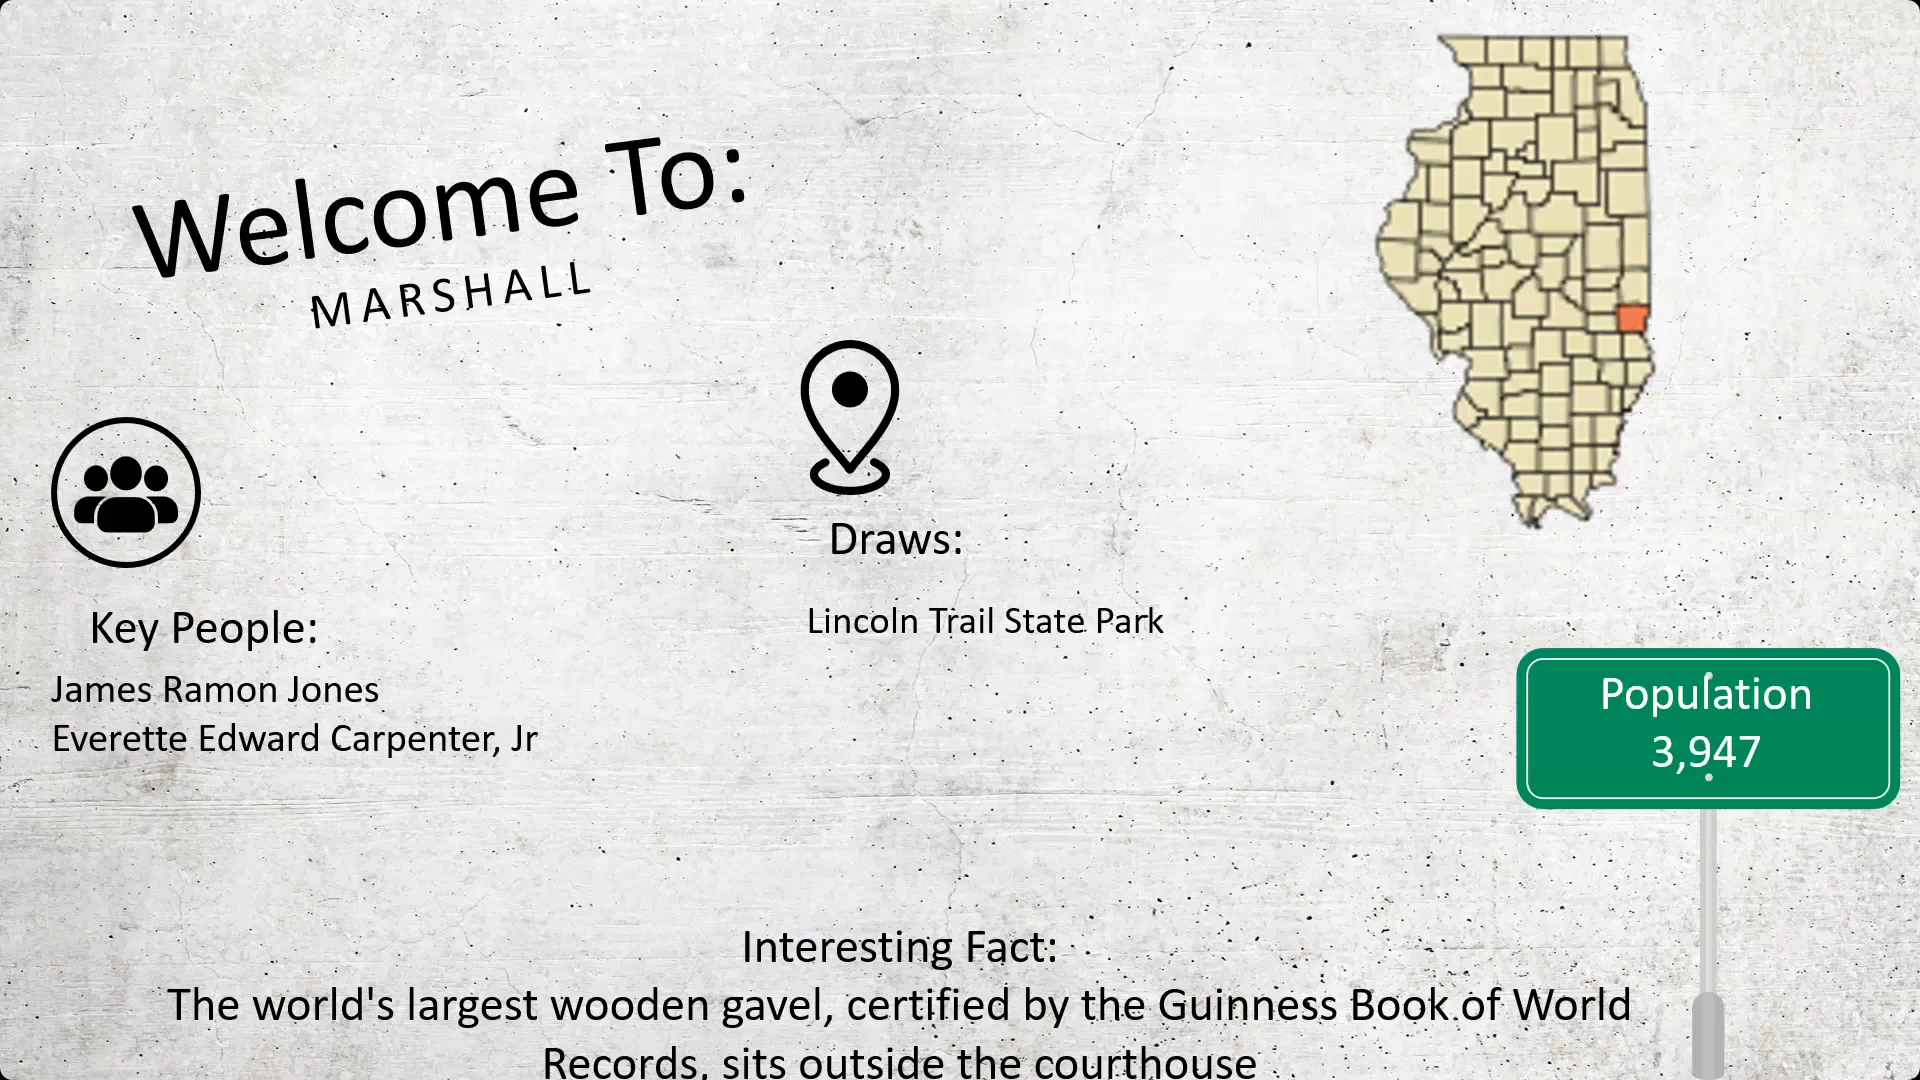 Welcome To:
MARSHALL
Draws:
Lincoln Trail State Park
Key People:
James Ramon Jones
Everette Edward Carpenter, Jr
Population
3,947
Interesting Fact:
The world's largest wooden gavel, certified by the Guinness Book of World
Records, sits outside the courthouse